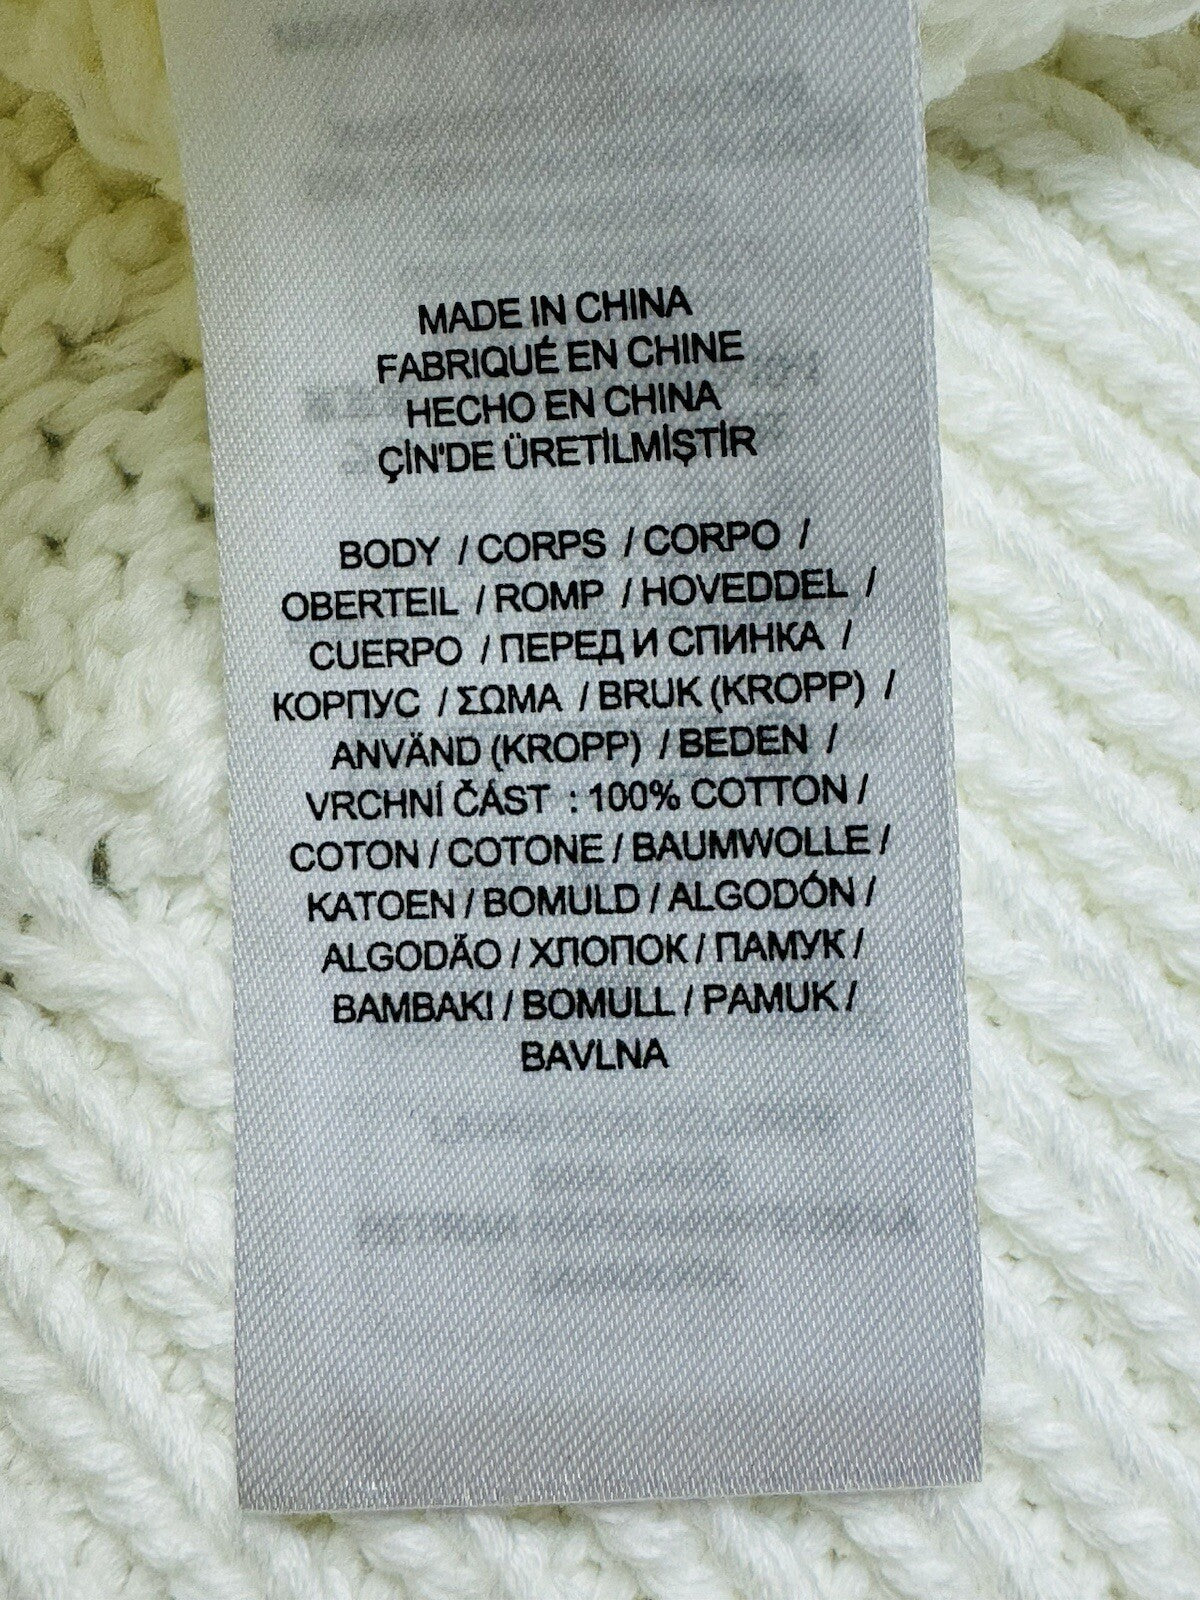 MADE IN CHINA
FABRIQUÉ EN CHINE
HECHO EN CHINA
ÇİN'DE ÜRETİLMİŞTİR
BODY / CORPS / CORPO /
OBERTEIL / ROMP / HOVEDDEL /
CUERPO / ПЕРЕД И СПИНКА /
КОРПУС / ΣΩΜΑ / BRUK (KROPP) /
ANVÄND (KROPP) / BEDEN /
VRCHNÍ ČÁST : 100% COTTON /
COTON / COTONE / BAUMWOLLE /
KATOEN / BOMULD / ALGODÓN /
ALGODÃO / ХЛОПОК / ПАМУК /
ΒΑΜΒΑΚΙ / BOMULL / PAMUK /
BAVLNA